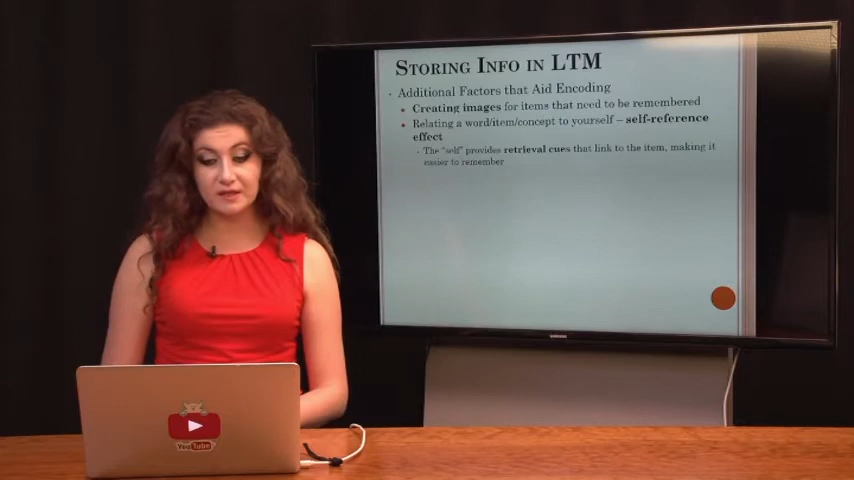 STORING INFO IN LTM
Additional Factors that Aid Encoding
Creating images for items that need to be remembered
Relating a word/item/concept to yourself – self-reference
effect
The "self" provides retrieval cues that link to the item, making it
easier to remember
SAMSUNG
YouTube